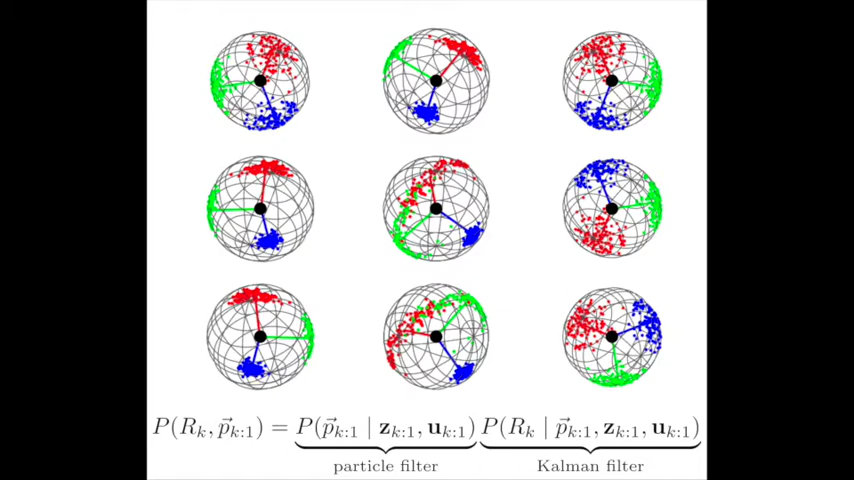 P(R_k, \vec{p}_{k:1}) = P(\vec{p}_{k:1} | z_{k:1}, u_{k:1}) P(R_k | \vec{p}_{k:1}, z_{k:1}, u_{k:1})
particle filter Kalman filter